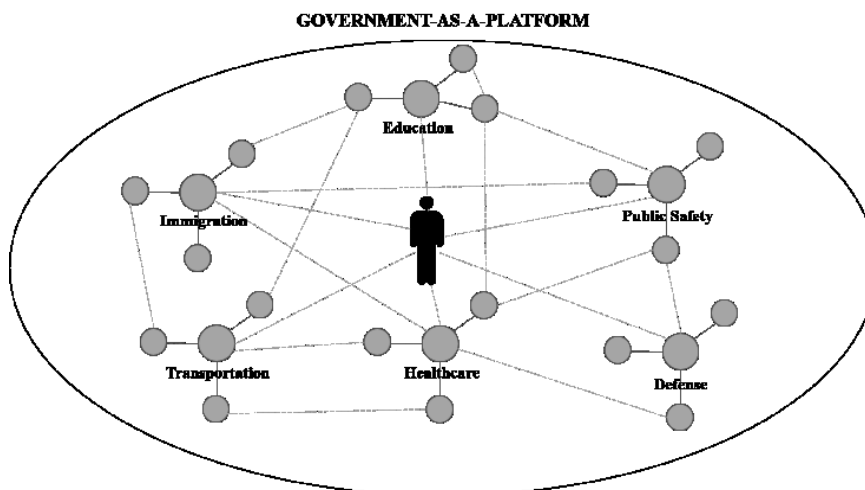 GOVERNMENT-AS-A-PLATFORM
Education
Immigration
Public Safety
Transportation
Healthcare
Defense